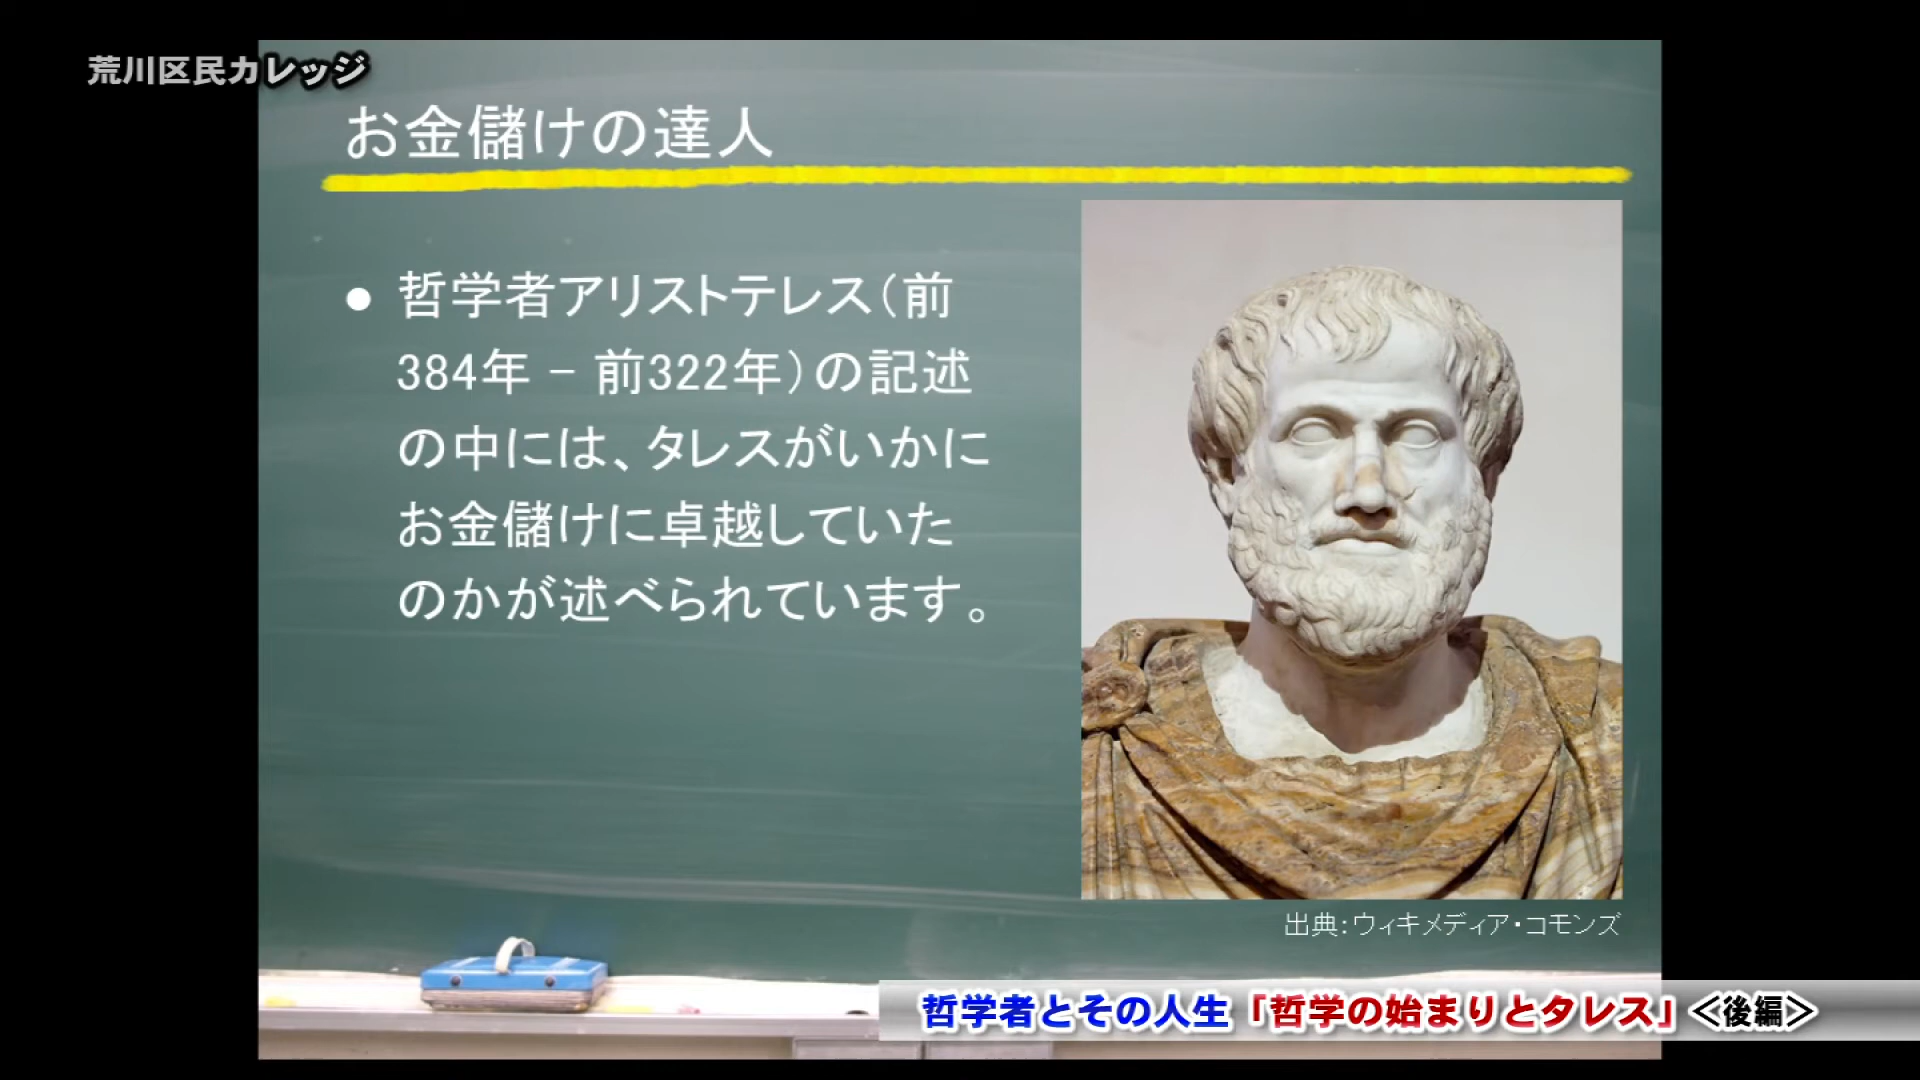 荒川区民カレッジ
お金儲けの達人
● 哲学者アリストテレス（前
384年 – 前322年）の記述
の中には、タレスがいかに
お金儲けに卓越していた
のかが述べられています。
出典：ウィキメディア・コモンズ
哲学者とその人生「哲学の始まりとタレス」＜後編＞